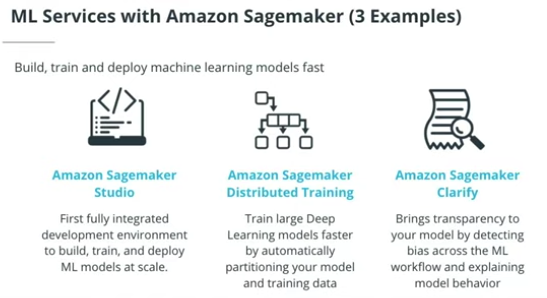 ML Services with Amazon Sagemaker (3 Examples)
Build, train and deploy machine learning models fast
Amazon Sagemaker
Studio
First fully integrated
development environment
to build, train, and deploy
ML models at scale.
Amazon Sagemaker
Distributed Training
Train large Deep
Learning models faster
by automatically
partitioning your model
and training data
Amazon Sagemaker
Clarify
Brings transparency to
your model by detecting
bias across the ML
workflow and explaining
model behavior